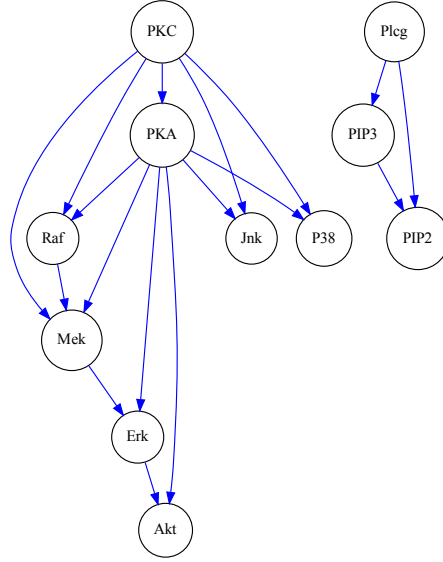 PKC
Plcg
PKA
PIP3
Raf
Jnk
P38
PIP2
Mek
Erk
Akt